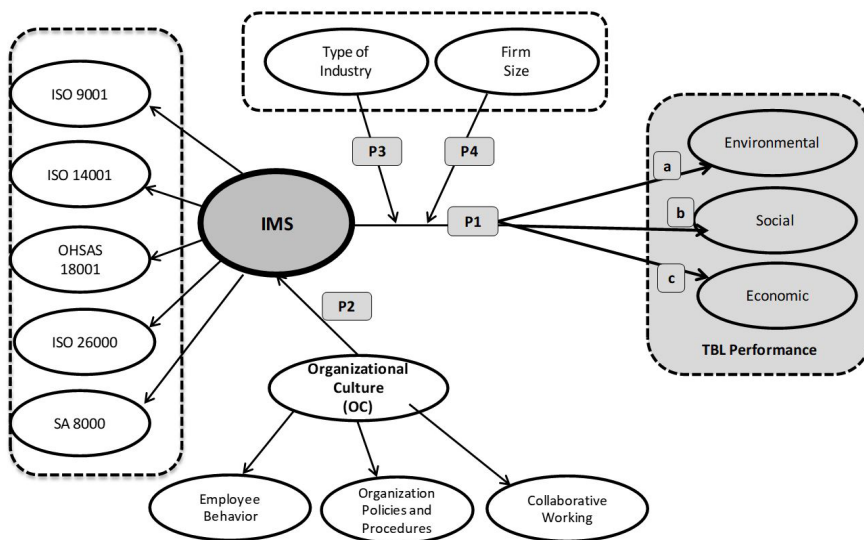 Type of
Industry
Firm
Size
ISO 9001
ISO 14001
OHSAS
18001
ISO 26000
SA 8000
IMS
P3
P4
P1
P2
a
b
c
Environmental
Social
Economic
TBL Performance
Organizational
Culture
(OC)
Employee
Behavior
Organization
Policies and
Procedures
Collaborative
Working